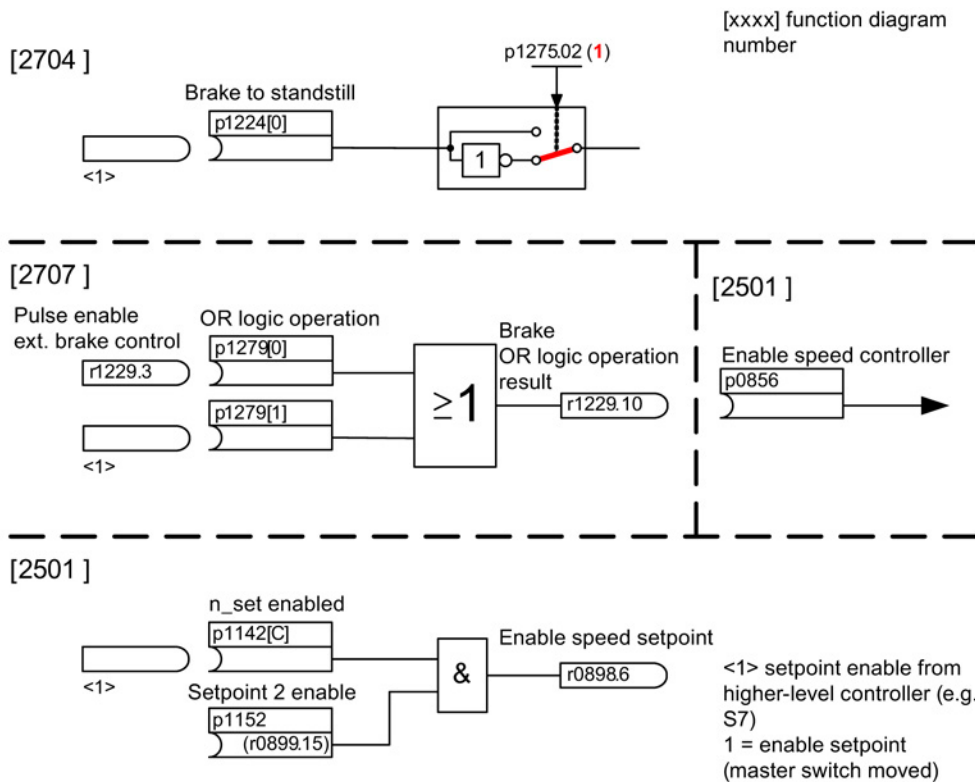 [xxxx] function diagram
number
[2704 ]
p1275.02 (1)
Brake to standstill
p1224[0]
1
<1>
[2707 ]
[2501 ]
Pulse enable
ext. brake control
OR logic operation
p1279[0]
r1229.3
Brake
OR logic operation
result
≥1
r1229.10
Enable speed controller
p0856
p1279[1]
<1>
[2501 ]
n_set enabled
p1142[C]
<1>
Setpoint 2 enable
p1152
(r0899.15)
&
Enable speed setpoint
r0898.6
<1> setpoint enable from
higher-level controller (e.g.
S7)
1 = enable setpoint
(master switch moved)